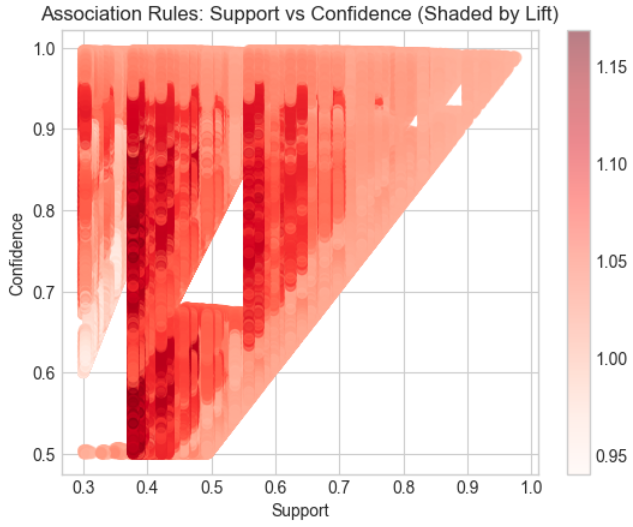 Association Rules: Support vs Confidence (Shaded by Lift)
1.0
0.9
0.8
0.7
0.6
0.5
Confidence
0.3 0.4 0.5 0.6 0.7 0.8 0.9 1.0
Support
1.15
1.10
1.05
1.00
0.95